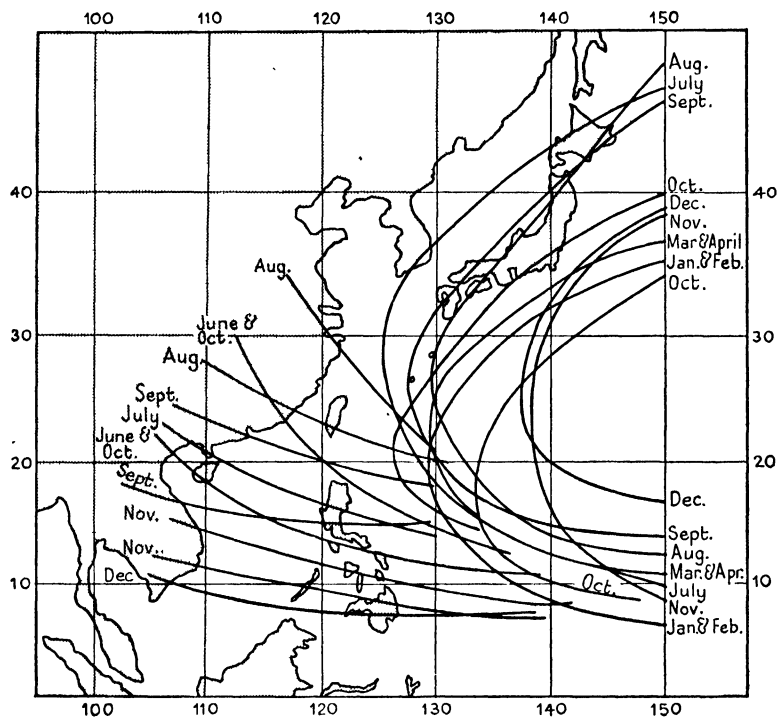 100 110 120 130 140 150
Aug.
July
Sept.
40
Oct.
40
Dec.
Nov.
Mar&April
Jan.&Feb.
Oct.
Aug.
June &
Oct.
30
30
Aug.
Sept.
July
June &
Oct.
Sept.
20
20
Nov.
Nov.
Dec
Dec.
Sept.
Aug.
Mar.&Apr.
July
Nov.
Jan.& Feb.
Oct.
10
10
100 110 120 130 140 150